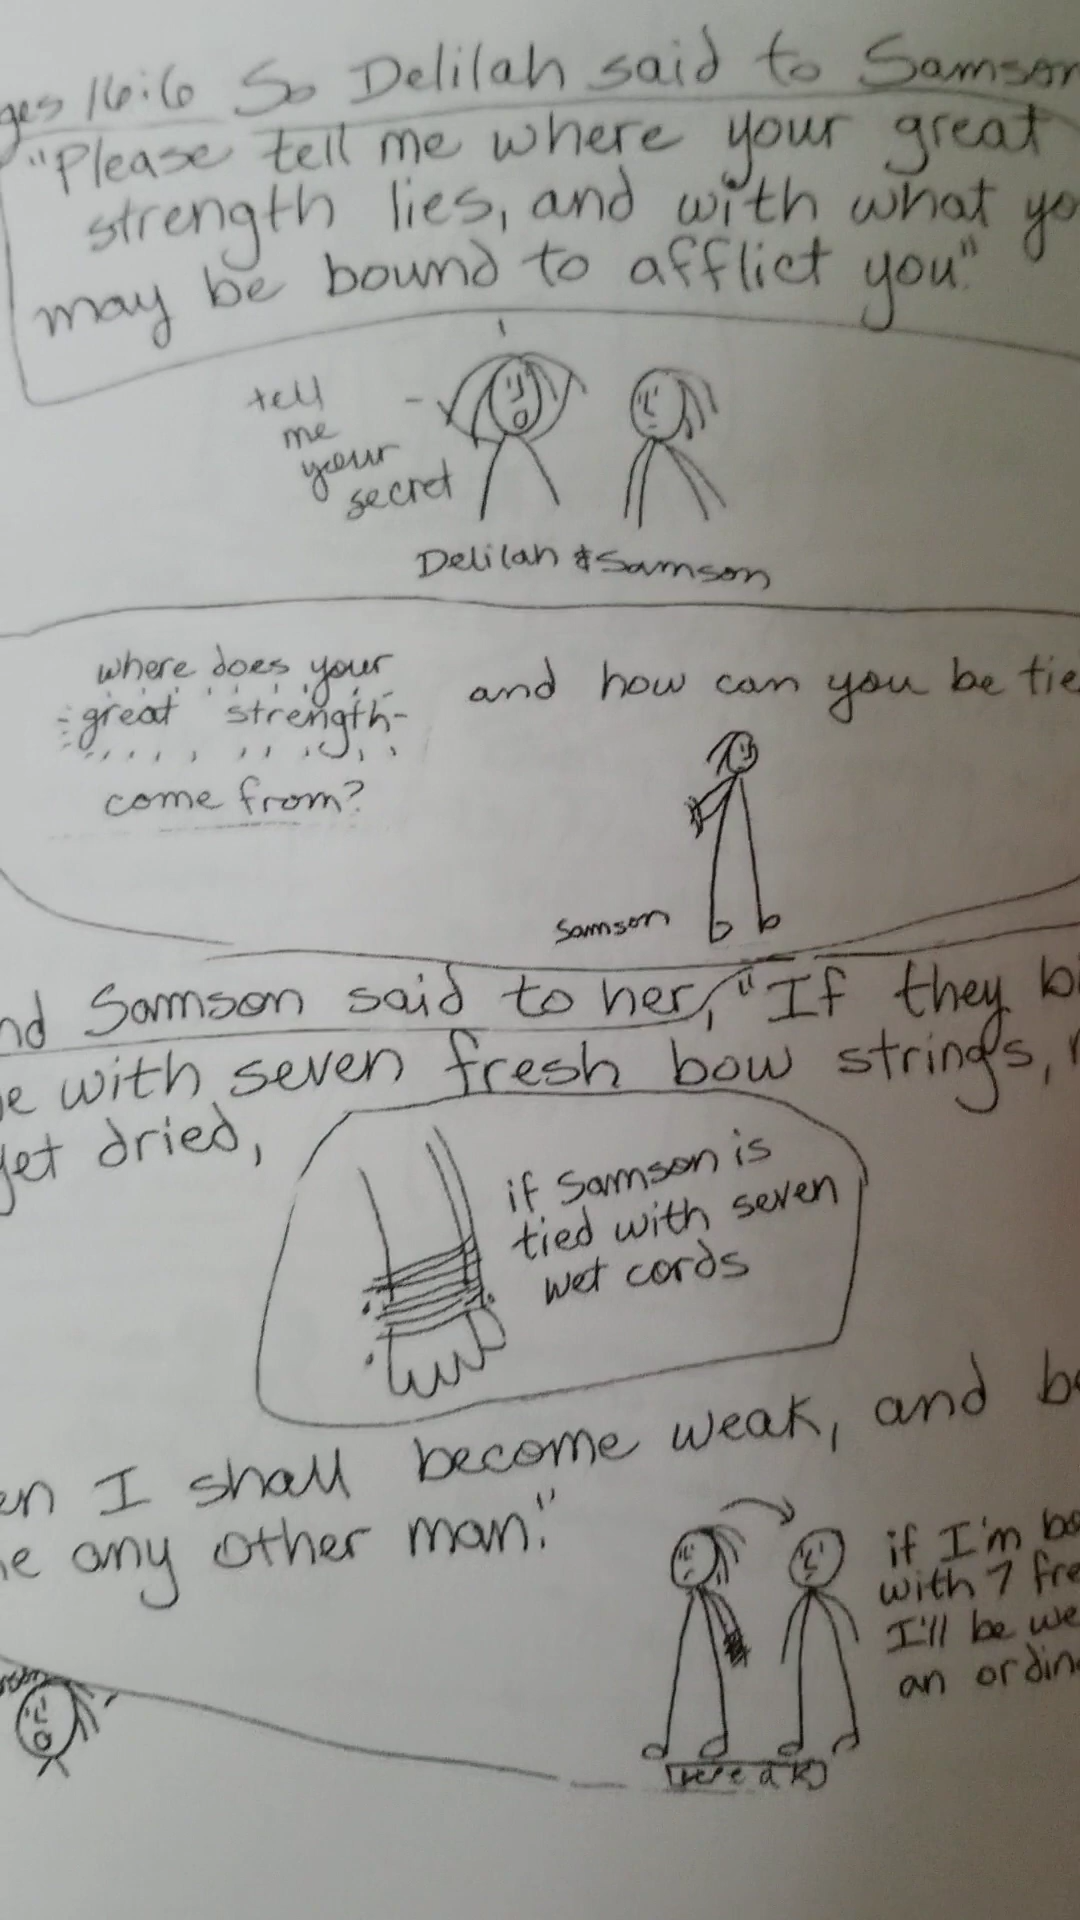 ges 16:6 So Delilah said to Samson
"Please tell me where your great
strength lies, and with what yo
may be bound to afflict you"
tell
me
your
secret
Delilah & Samson
where does your
great strength
come from?
and how can you be tie
Samson
nd Samson said to her, "If they bi
e with seven fresh bow strings, n
yet dried,
if Samson is
tied with seven
wet cords
en I shall become weak, and be
e any other man."
if I'm bo
with 7 fre
I'll be we
an ordin